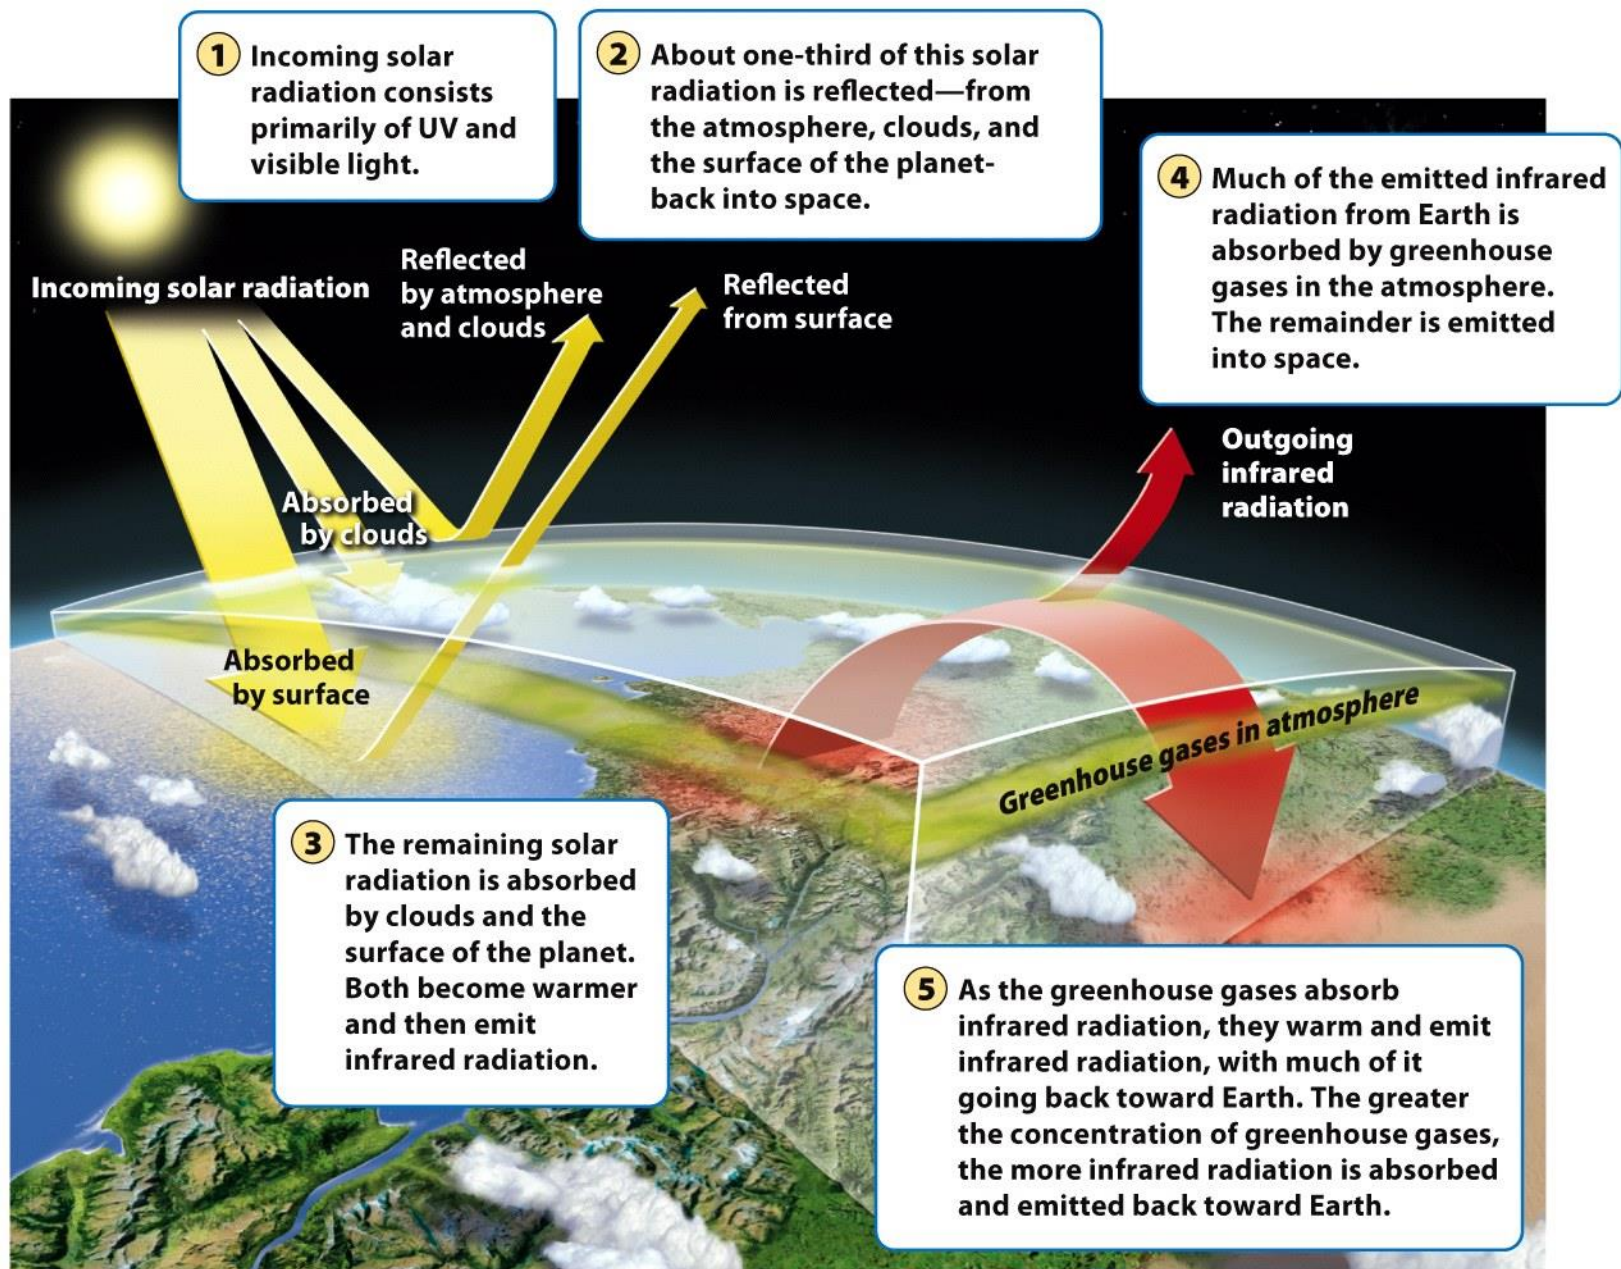 1 Incoming solar
radiation consists
primarily of UV and
visible light.
2 About one-third of this solar
radiation is reflected—from
the atmosphere, clouds, and
the surface of the planet-
back into space.
4 Much of the emitted infrared
radiation from Earth is
absorbed by greenhouse
gases in the atmosphere.
The remainder is emitted
into space.
Incoming solar radiation
Reflected
by atmosphere
and clouds
Reflected
from surface
Outgoing
infrared
radiation
Absorbed
by clouds
Absorbed
by surface
Greenhouse gases in atmosphere
3 The remaining solar
radiation is absorbed
by clouds and the
surface of the planet.
Both become warmer
and then emit
infrared radiation.
5 As the greenhouse gases absorb
infrared radiation, they warm and emit
infrared radiation, with much of it
going back toward Earth. The greater
the concentration of greenhouse gases,
the more infrared radiation is absorbed
and emitted back toward Earth.